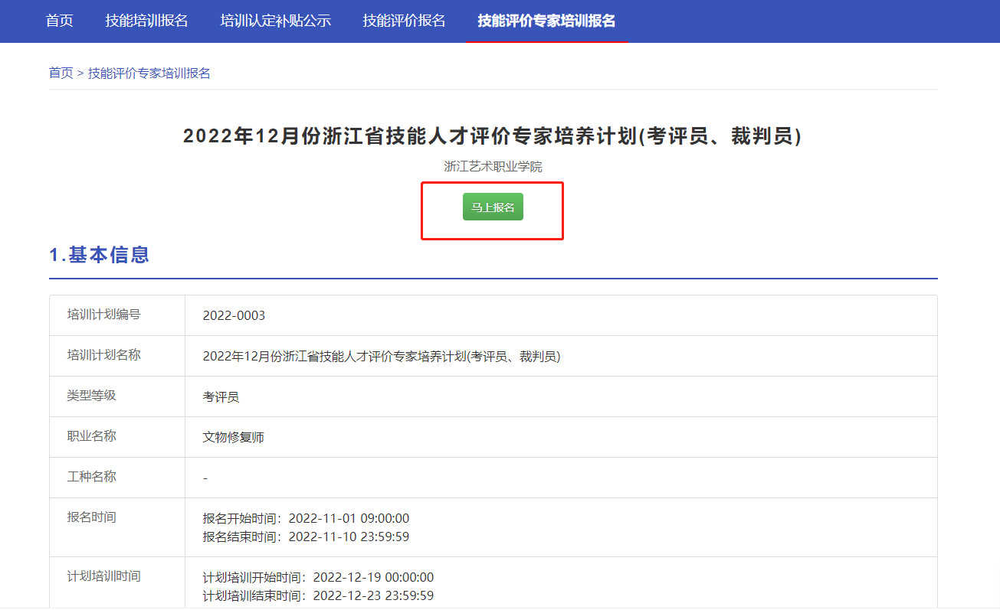 首页 技能培训报名 培训认定补贴公示 技能评价报名 技能评价专家培训报名
首页 > 技能评价专家培训报名
2022年12月份浙江省技能人才评价专家培养计划(考评员、裁判员)
浙江艺术职业学院
马上报名
1.基本信息
培训计划编号 2022-0003
培训计划名称 2022年12月份浙江省技能人才评价专家培养计划(考评员、裁判员)
类型等级 考评员
职业名称 文物修复师
工种名称 -
报名时间 报名开始时间：2022-11-01 09:00:00
报名结束时间：2022-11-10 23:59:59
计划培训时间 计划培训开始时间：2022-12-19 00:00:00
计划培训结束时间：2022-12-23 23:59:59